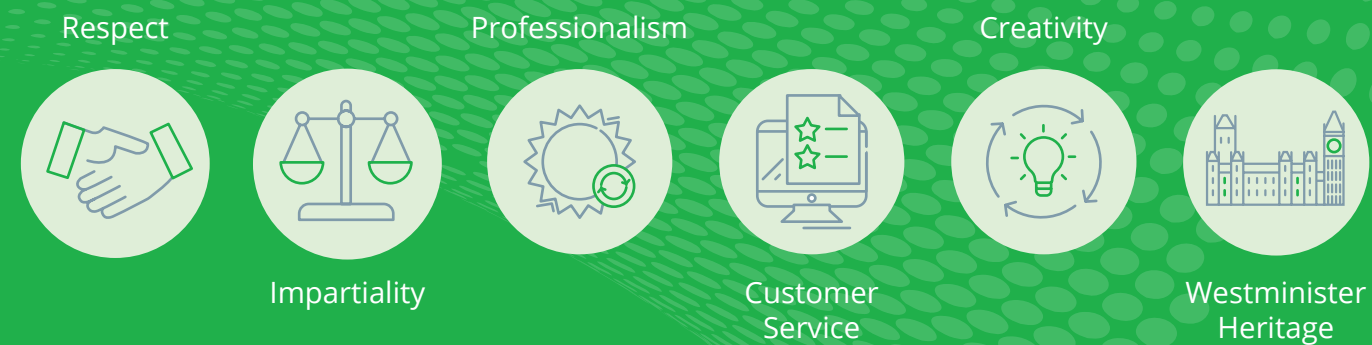 Respect
Impartiality
Professionalism
Customer
Service
Creativity
Westminister
Heritage